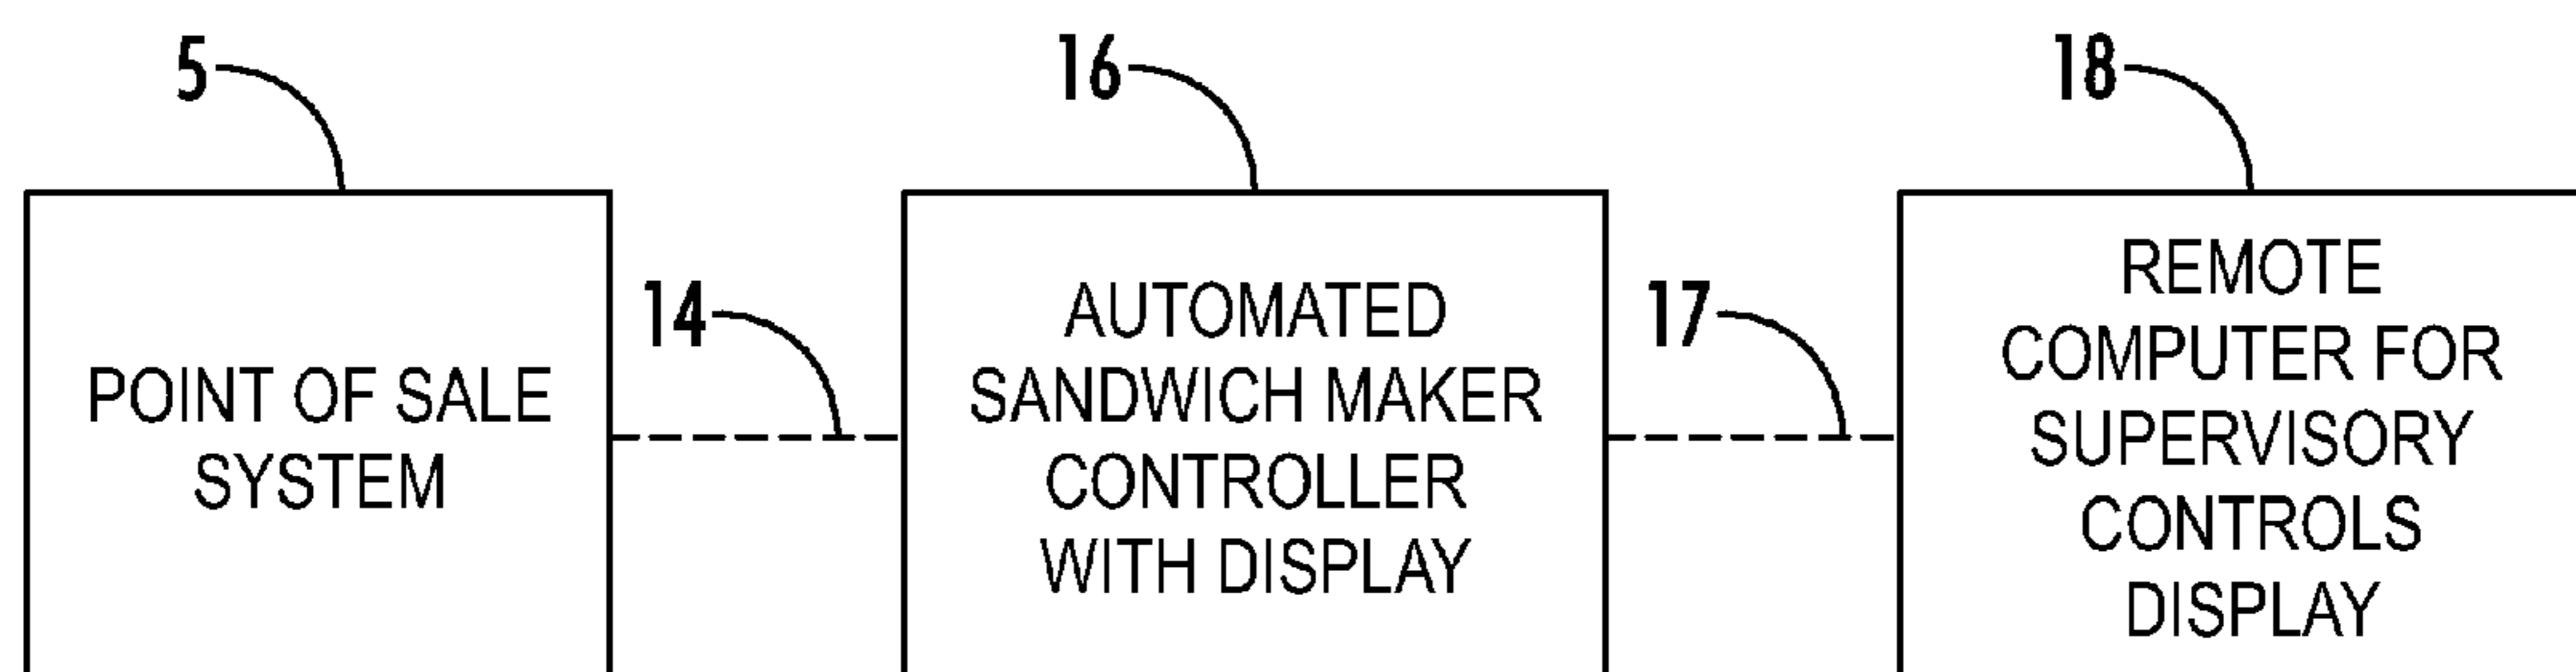 5
16
18
14
17
POINT OF SALE
SYSTEM
AUTOMATED
SANDWICH MAKER
CONTROLLER
WITH DISPLAY
REMOTE
COMPUTER FOR
SUPERVISORY
CONTROLS
DISPLAY